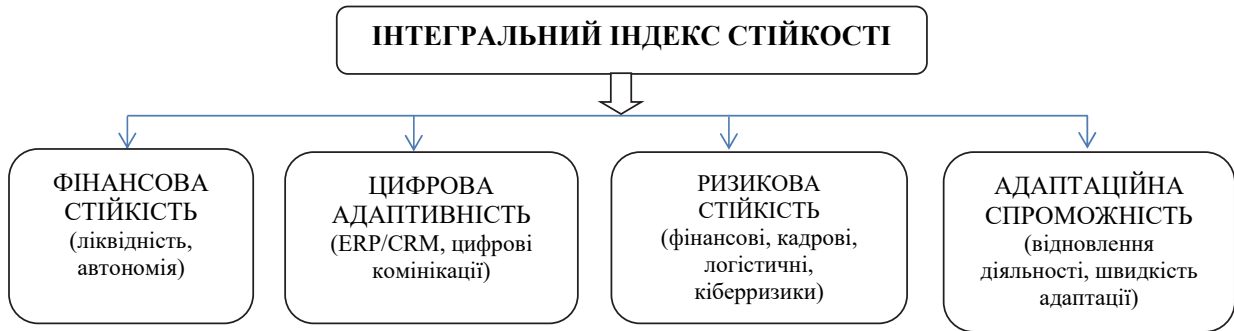 ІНТЕГРАЛЬНИЙ ІНДЕКС СТІЙКОСТІ
ФІНАНСОВА
СТІЙКІСТЬ
(ліквідність,
автономія)
ЦИФРОВА
АДАПТИВНІСТЬ
(ERP/CRM, цифрові
комінікації)
РИЗИКОВА
СТІЙКІСТЬ
(фінансові, кадрові,
логістичні,
кіберризики)
АДАПТАЦІЙНА
СПРОМОЖНІСТЬ
(відновлення
діяльності, швидкість
адаптації)